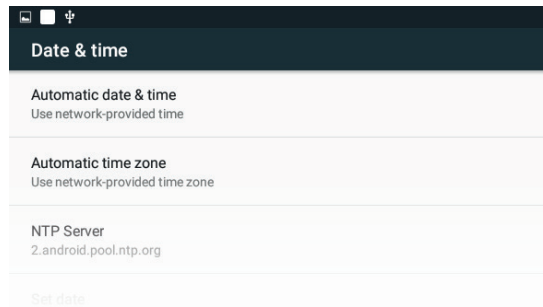 Date & time
Automatic date & time
Use network-provided time
Automatic time zone
Use network-provided time zone
NTP Server
2.android.pool.ntp.org
Set date